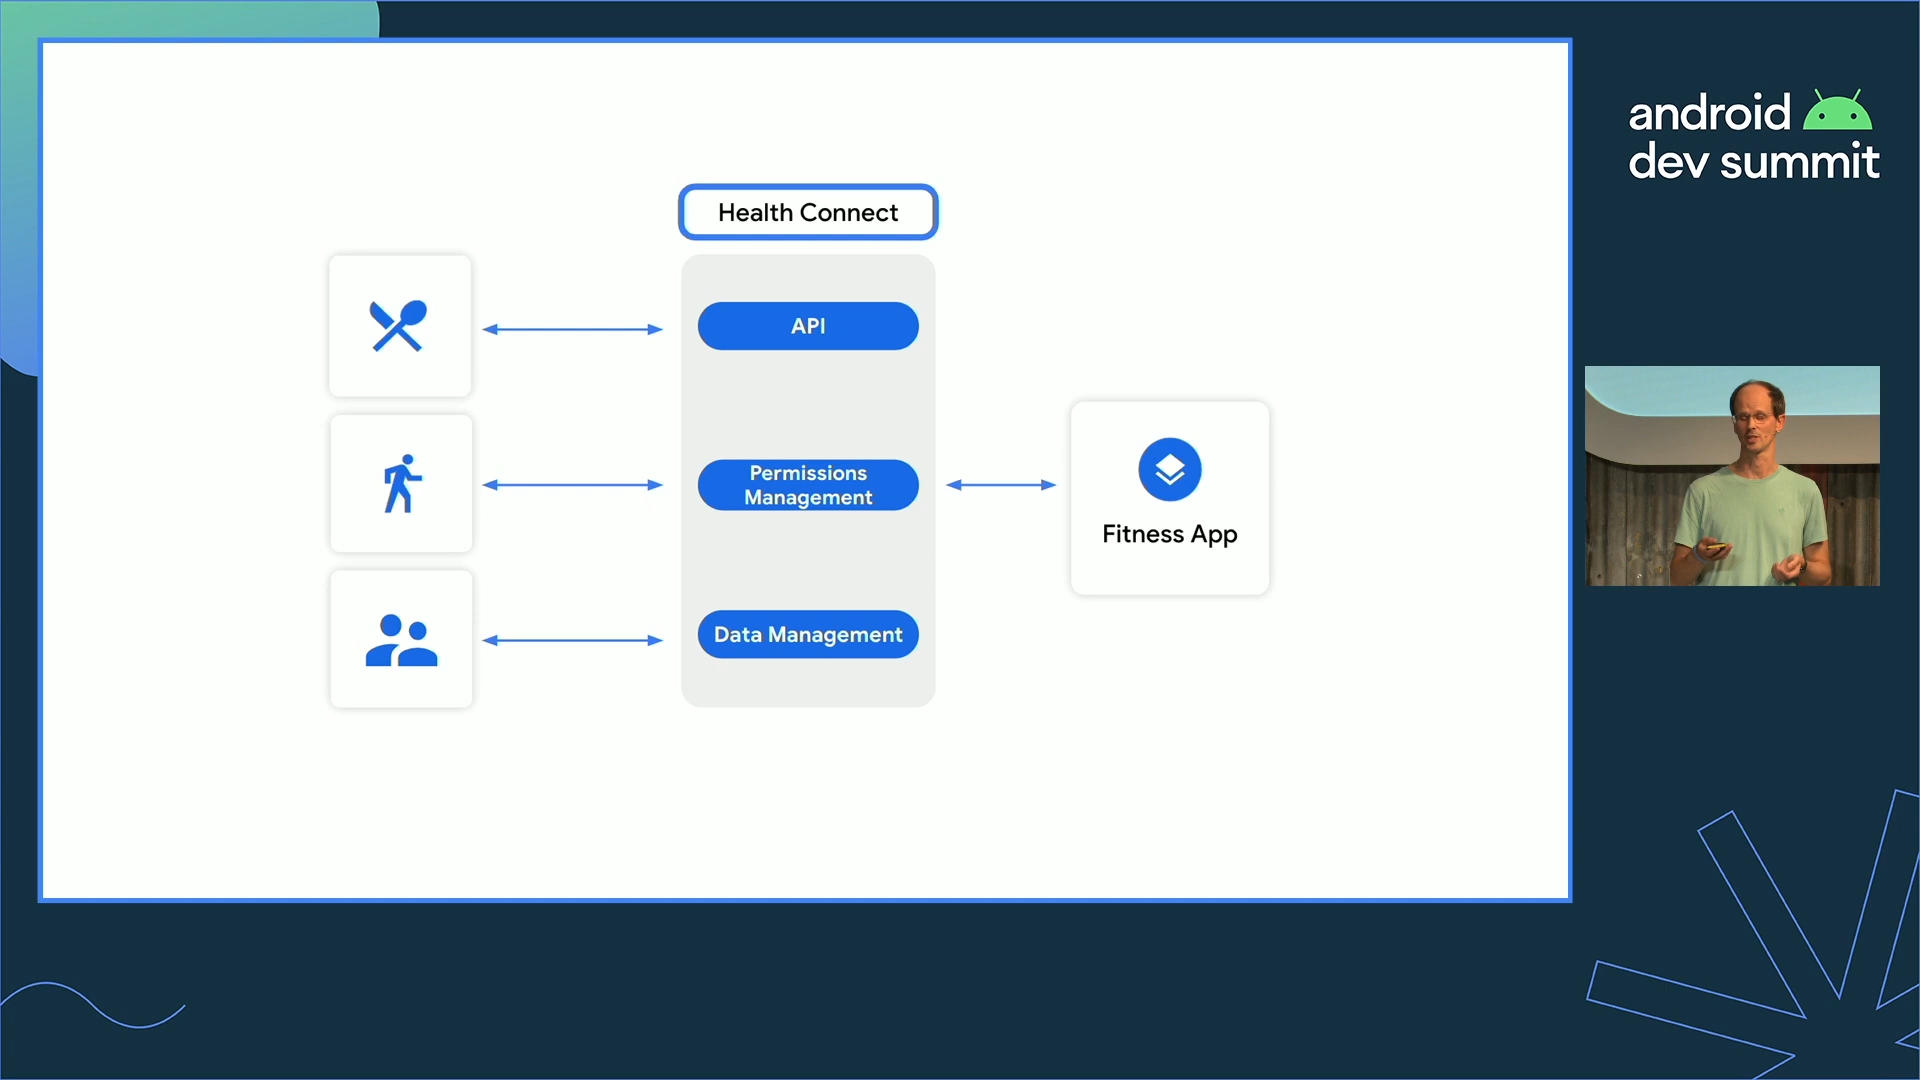 android
dev summit
Health Connect
API
Permissions
Management
Data Management
Fitness App